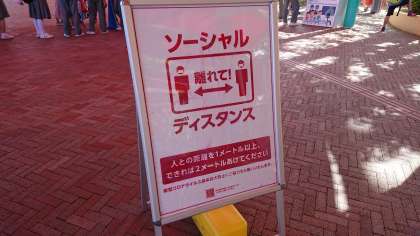 ソーシャル
離れて!
ディスタンス
人との距離を1メートル以上、
できれば2メートルあけてください